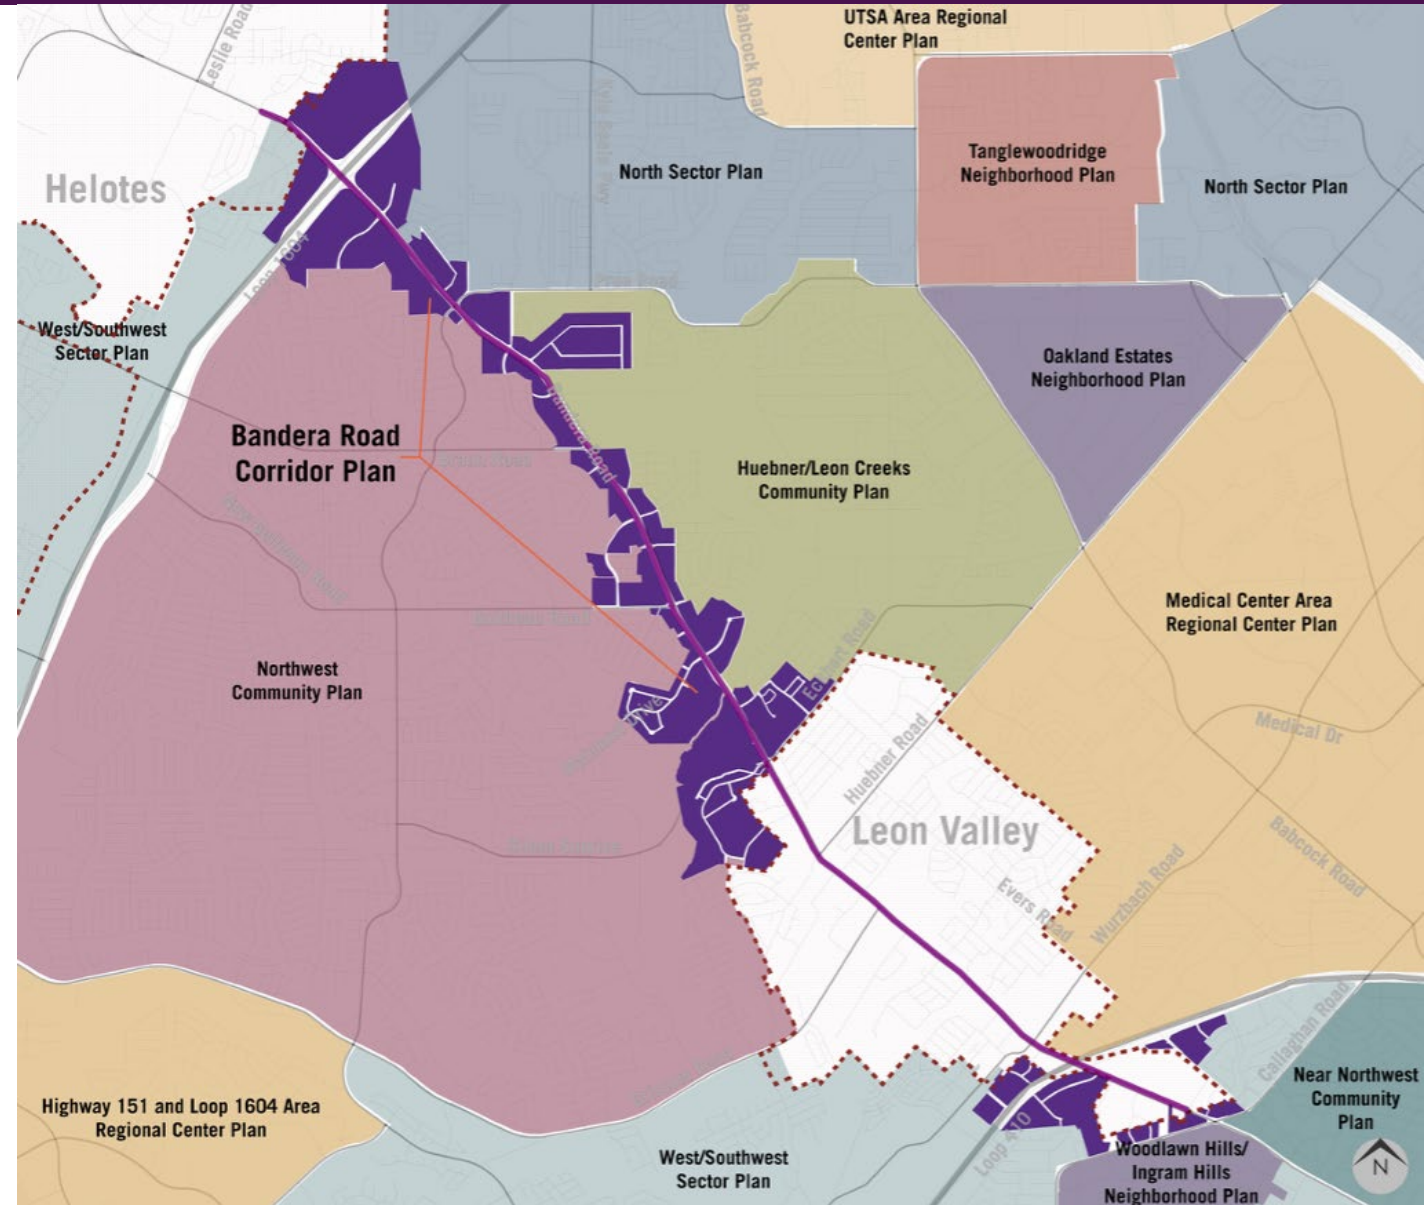 UTSA Area Regional
Center Plan
Leslie Road
Babcock Road
Tanglewoodridge
Neighborhood Plan
North Sector Plan
North Sector Plan
Helotes
Loop 1604
West/Southwest
Sector Plan
Oakland Estates
Neighborhood Plan
Bandera Road
Corridor Plan
Bandera Road
Huebner/Leon Creeks
Community Plan
Medical Center Area
Regional Center Plan
Northwest
Community Plan
Eckhert Road
Huebner Road
Medical Dr
Leon Valley
Babcock Road
Evers Road
Wurzbach Road
Callaghan Road
Highway 151 and Loop 1604 Area
Regional Center Plan
Near Northwest
Community
Plan
Loop 410
West/Southwest
Sector Plan
Woodlawn Hills/
Ingram Hills
Neighborhood Plan
N